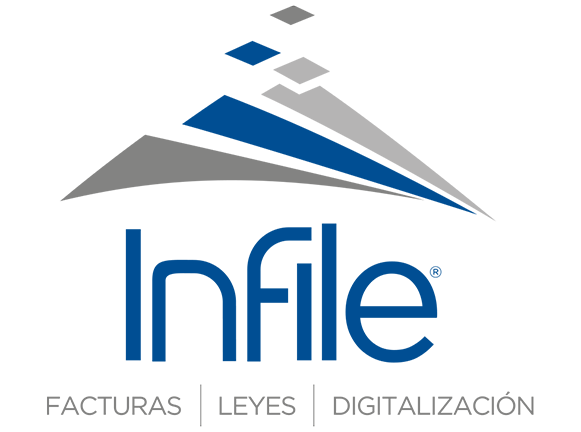 Infile®
FACTURAS | LEYES | DIGITALIZACIÓN